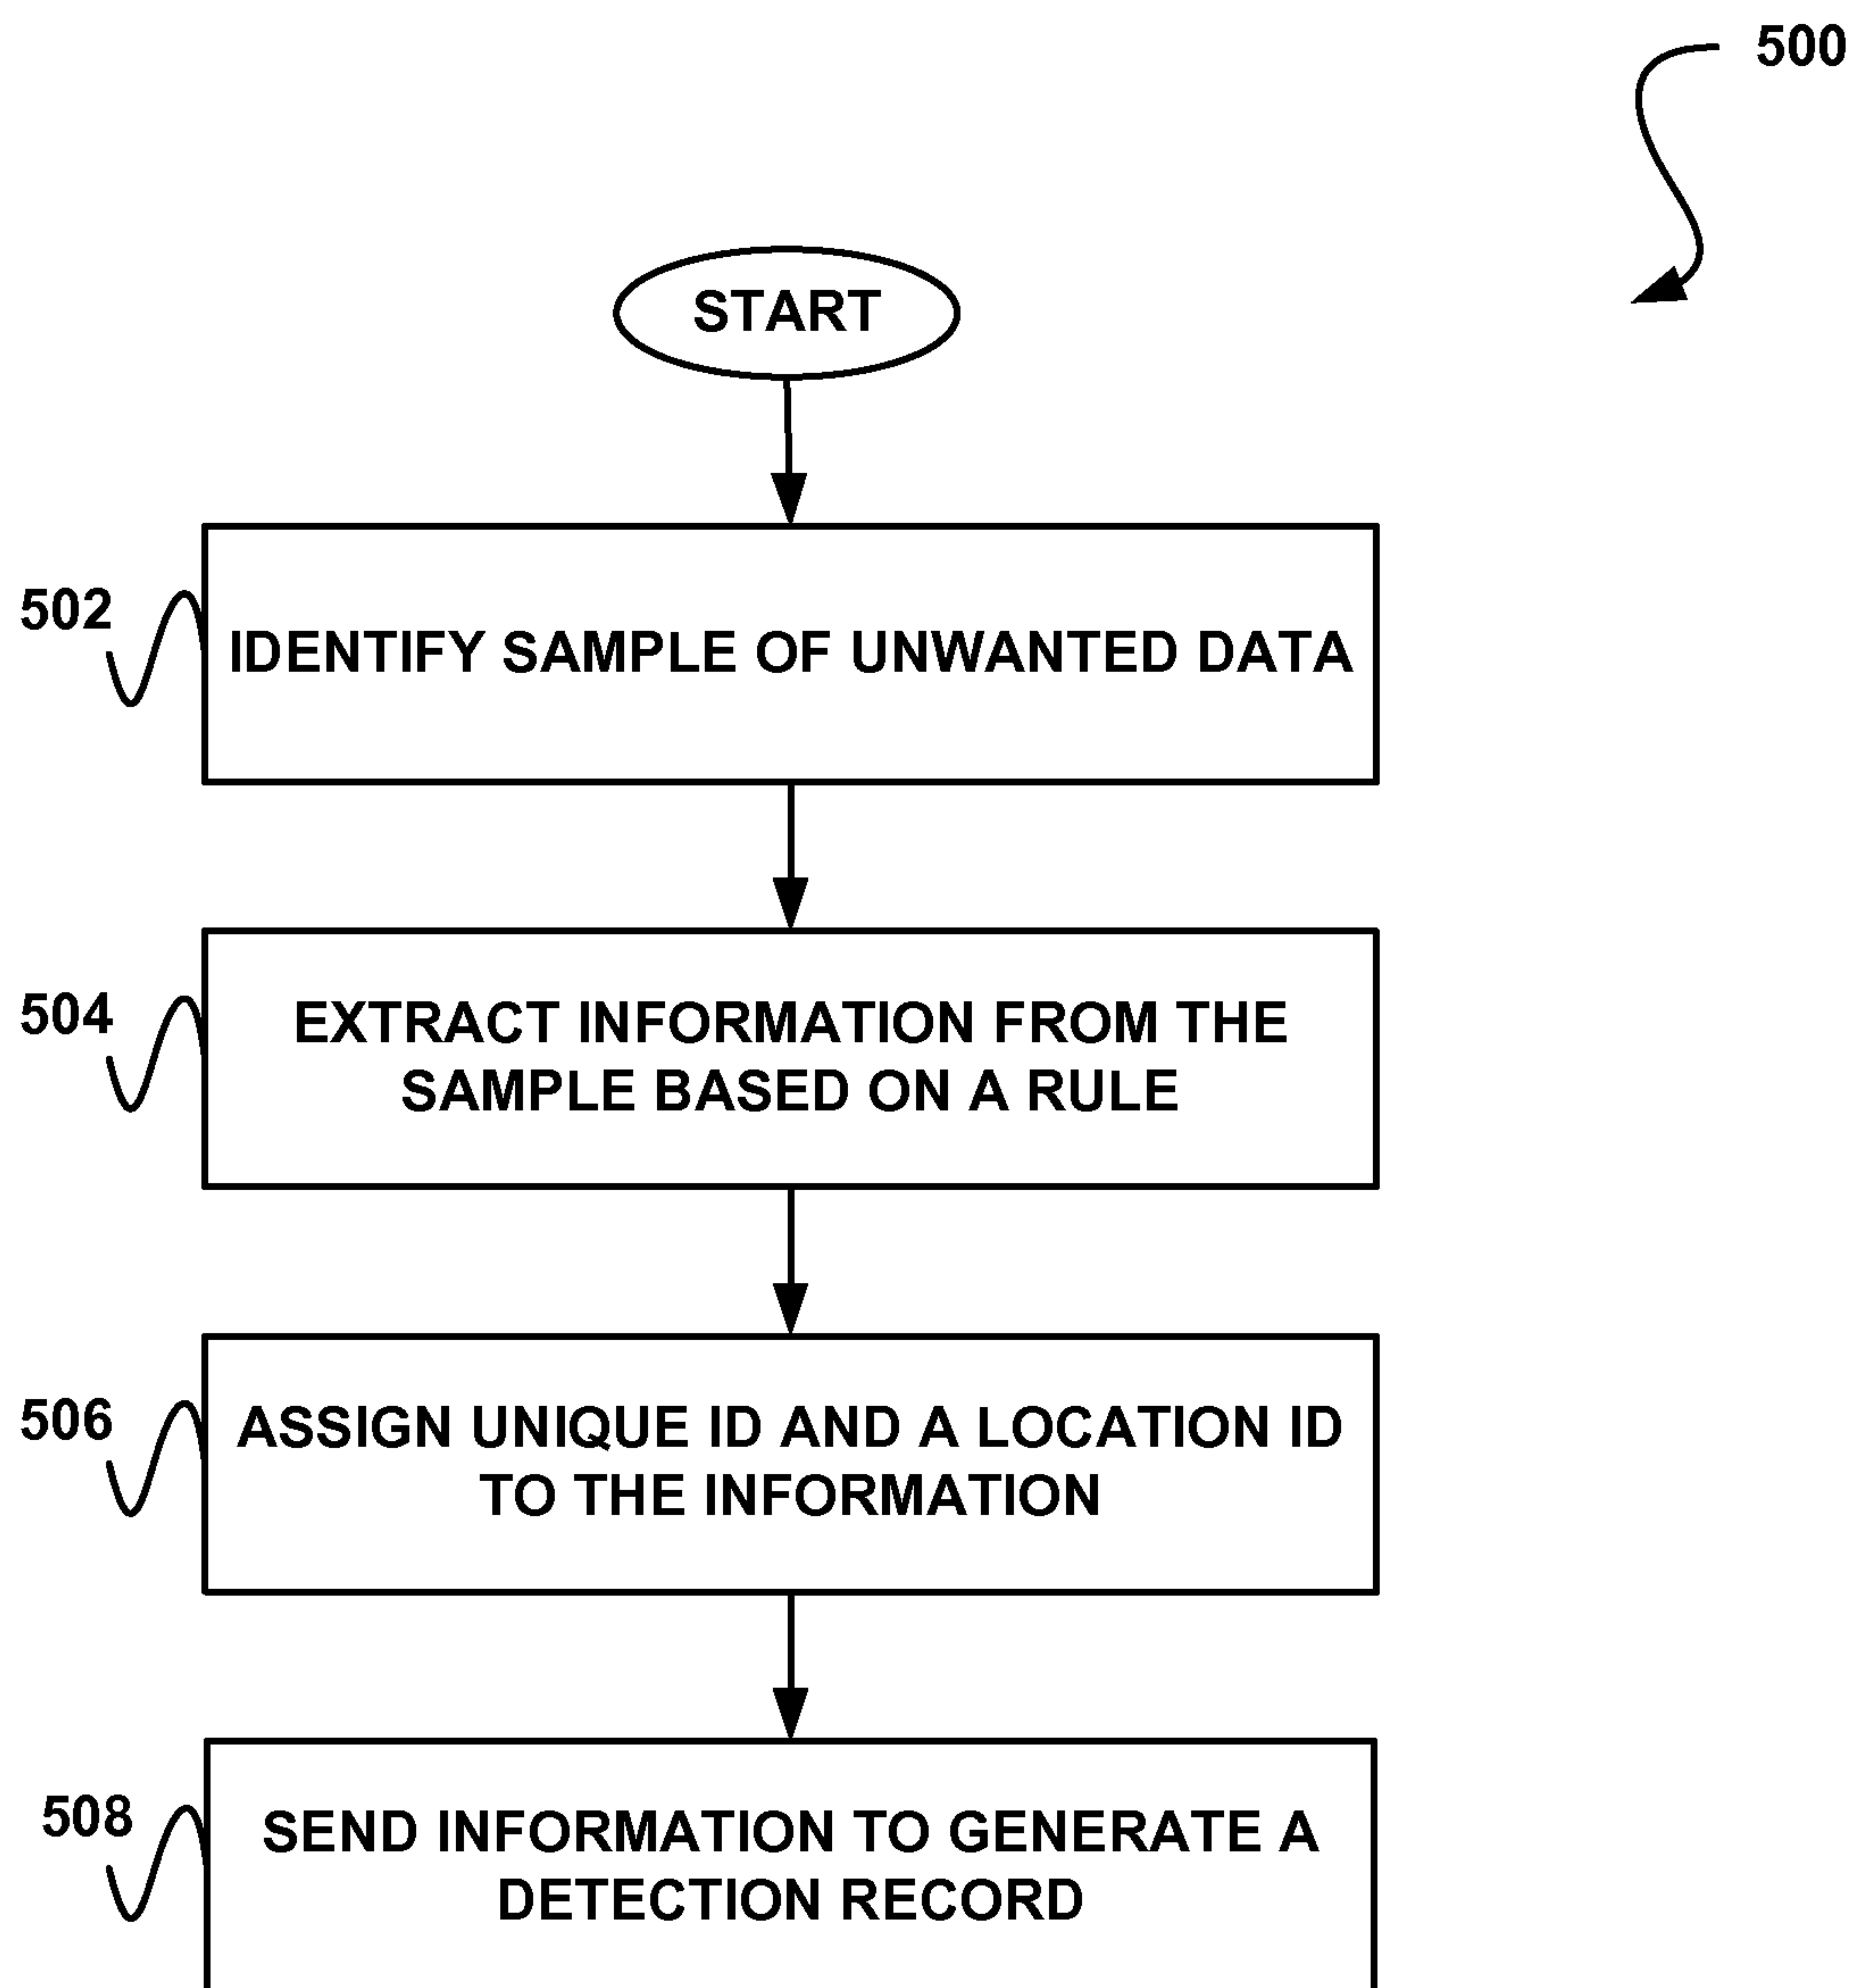 500
START
502
IDENTIFY SAMPLE OF UNWANTED DATA
504
EXTRACT INFORMATION FROM THE
SAMPLE BASED ON A RULE
506
ASSIGN UNIQUE ID AND A LOCATION ID
TO THE INFORMATION
508
SEND INFORMATION TO GENERATE A
DETECTION RECORD